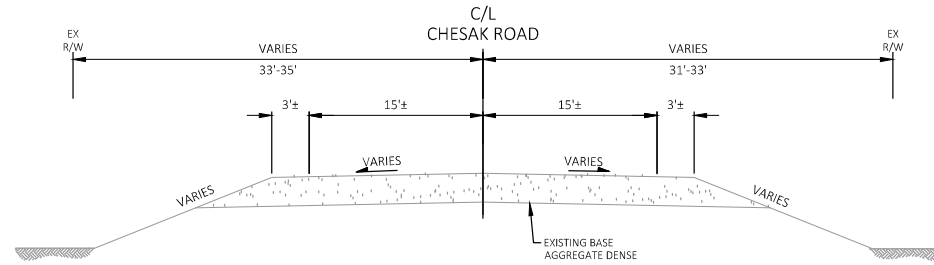 C/L
CHESAK ROAD
EX
R/W
VARIES
33'-35'
VARIES
31'-33'
EX
R/W
3'±
15'±
15'±
3'±
VARIES
VARIES
VARIES
VARIES
EXISTING BASE
AGGREGATE DENSE